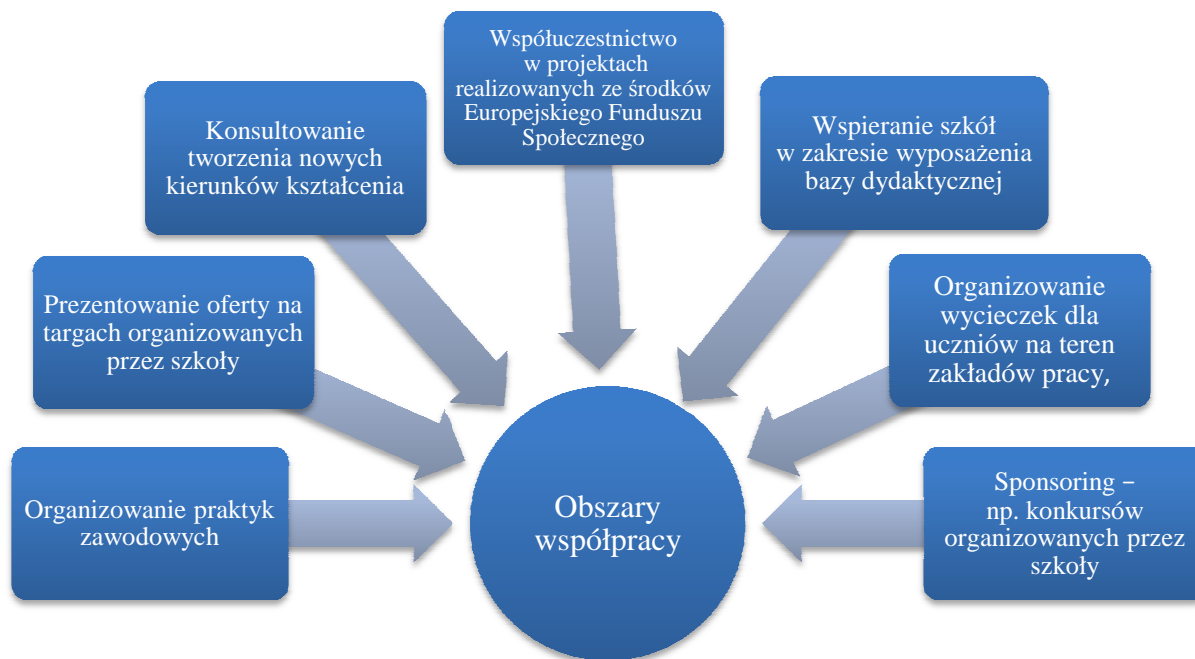 Współuczestnictwo
w projektach
realizowanych ze środków
Europejskiego Funduszu
Społecznego
Konsultowanie
tworzenia nowych
kierunków kształcenia
Wspieranie szkół
w zakresie wyposażenia
bazy dydaktycznej
Prezentowanie oferty na
targach organizowanych
przez szkoły
Organizowanie
wycieczek dla
uczniów na teren
zakładów pracy,
Organizowanie praktyk
zawodowych
Obszary
współpracy
Sponsoring –
np. konkursów
organizowanych przez
szkoły